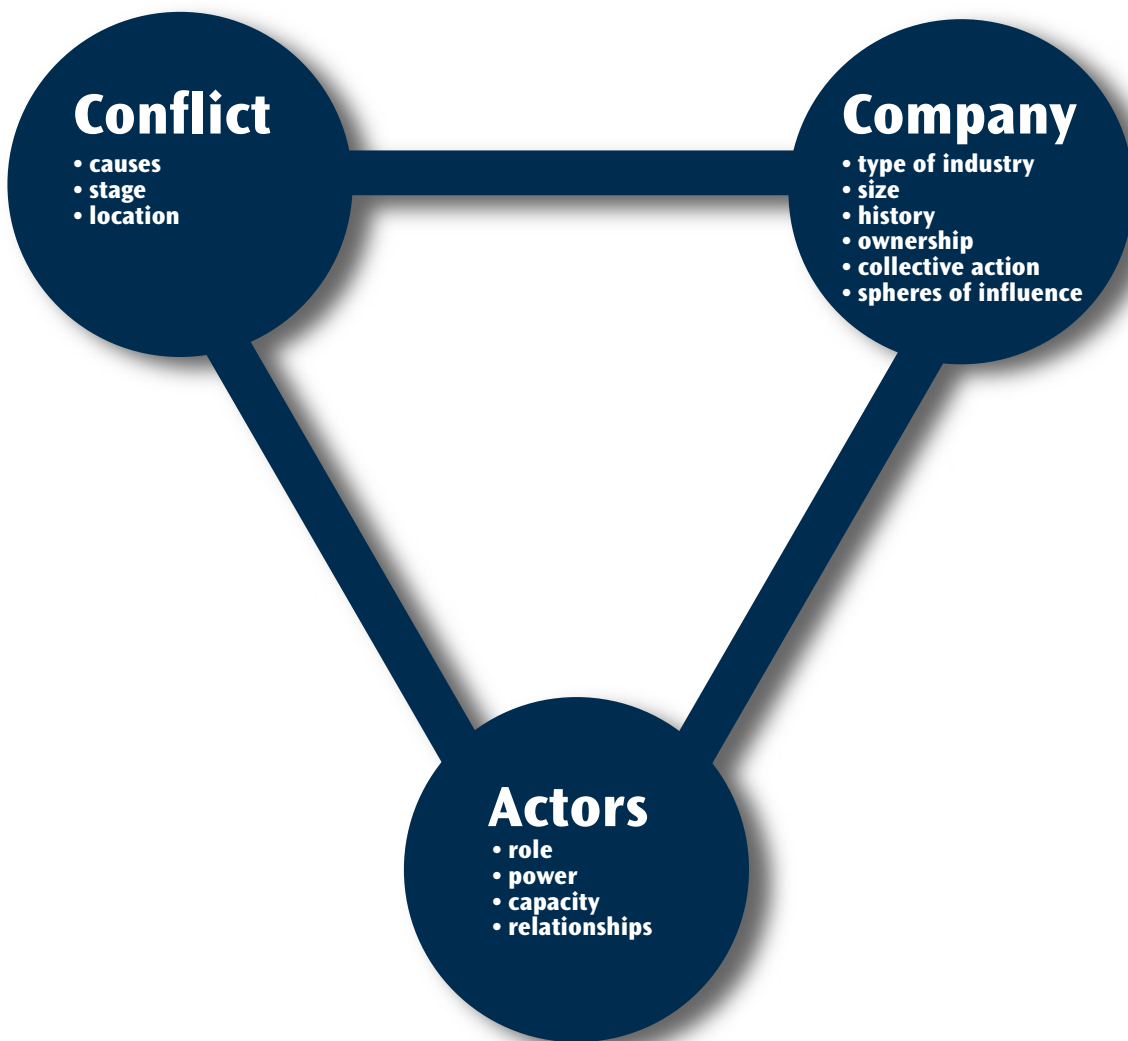 Conflict
• causes
• stage
• location
Company
• type of industry
• size
• history
• ownership
• collective action
• spheres of influence
Actors
• role
• power
• capacity
• relationships